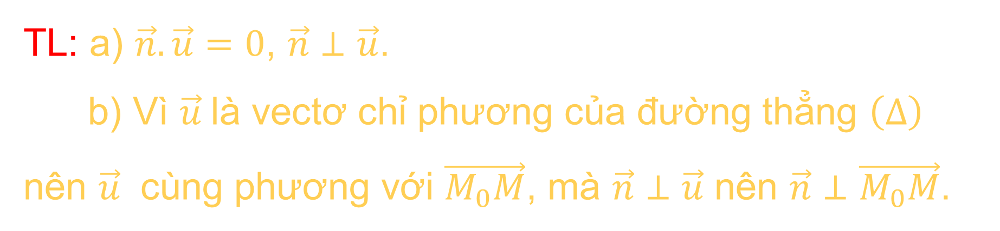 TL: a) $\vec{n}.\vec{u} = 0, \vec{n} \perp \vec{u}.$
b) Vì $\vec{u}$ là vectơ chỉ phương của đường thẳng $(\Delta)$
nên $\vec{u}$ cùng phương với $\overrightarrow{M_0M}$, mà $\vec{n} \perp \vec{u}$ nên $\vec{n} \perp \overrightarrow{M_0M}$.